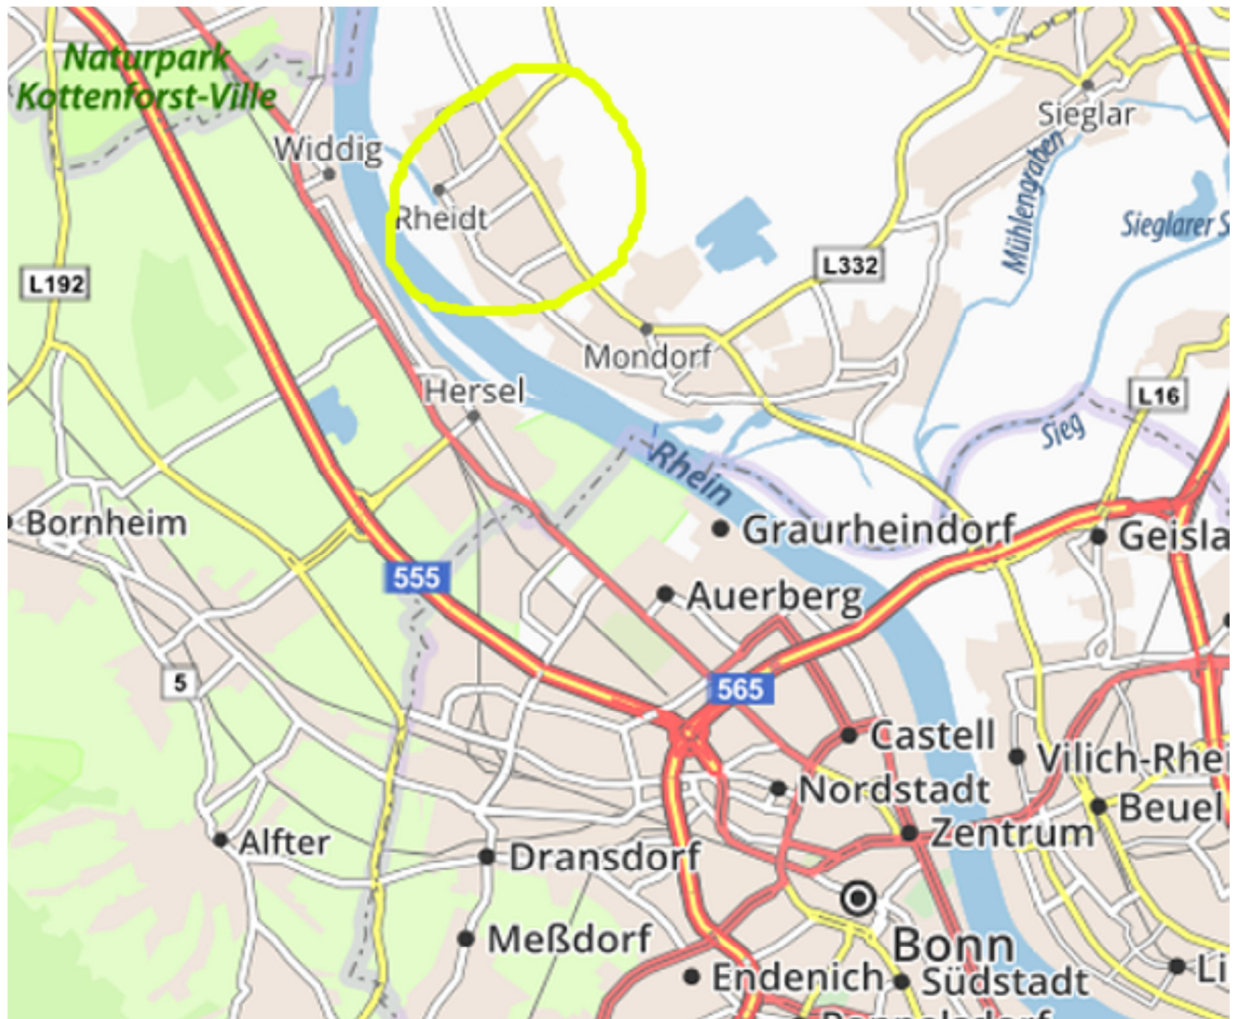 Naturpark
Kottenforst-Ville
Sieglar
Widdig
Mühlengraben
Rheidt
Sieglarer S
L332
L192
Mondorf
Hersel
L16
Sieg
Rhein
Bornheim
Graurheindorf
Geisla
555
Auerberg
5
565
Castell
Vilich-Rhei
Nordstadt
Beuel
Alfter
Zentrum
Dransdorf
Meßdorf
Bonn
Endenich
Südstadt
Li